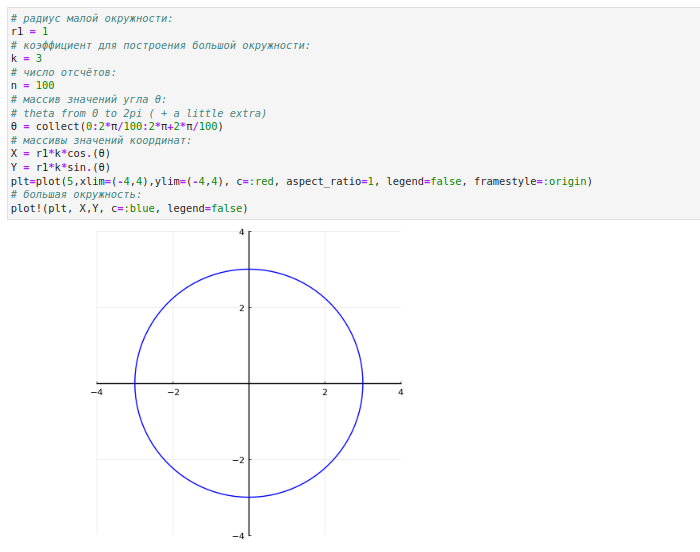 # радиус малой окружности:
r1 = 1
# коэффициент для построения большой окружности:
k = 3
# число отсчётов:
n = 100
# массив значений угла θ:
# theta from 0 to 2pi ( + a little extra)
θ = collect(0:2*π/100:2*π+2*π/100)
# массивы значений координат:
X = r1*k*cos.(θ)
Y = r1*k*sin.(θ)
plt=plot(5,xlim=(-4,4),ylim=(-4,4), c=:red, aspect_ratio=1, legend=false, framestyle=:origin)
# большая окружность:
plot!(plt, X,Y, c=:blue, legend=false)
4
2
−4 −2 2 4
−2
−4